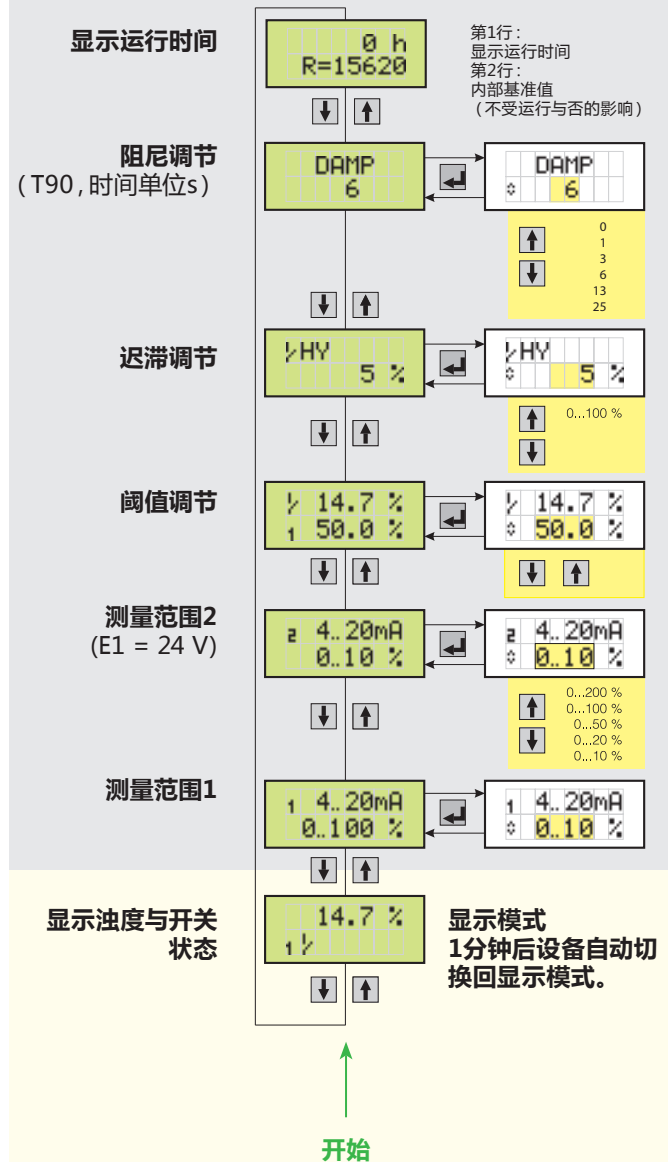 显示运行时间
0 h
R=15620
第1行：
显示运行时间
第2行：
内部基准值
（不受运行与否的影响）
阻尼调节
（T90，时间单位s）
DAMP
6
DAMP
6
0
1
3
6
13
25
迟滞调节
HY
5 %
HY
5 %
0...100 %
阈值调节
14.7 %
1 50.0 %
14.7 %
50.0 %
测量范围2
(E1 = 24 V)
2 4..20mA
0..10 %
2 4..20mA
0..10 %
0...200 %
0...100 %
0...50 %
0...20 %
0...10 %
测量范围1
1 4..20mA
0..100 %
1 4..20mA
0..10 %
显示浊度与开关
状态
14.7 %
1
显示模式
1分钟后设备自动切
换回显示模式。
开始